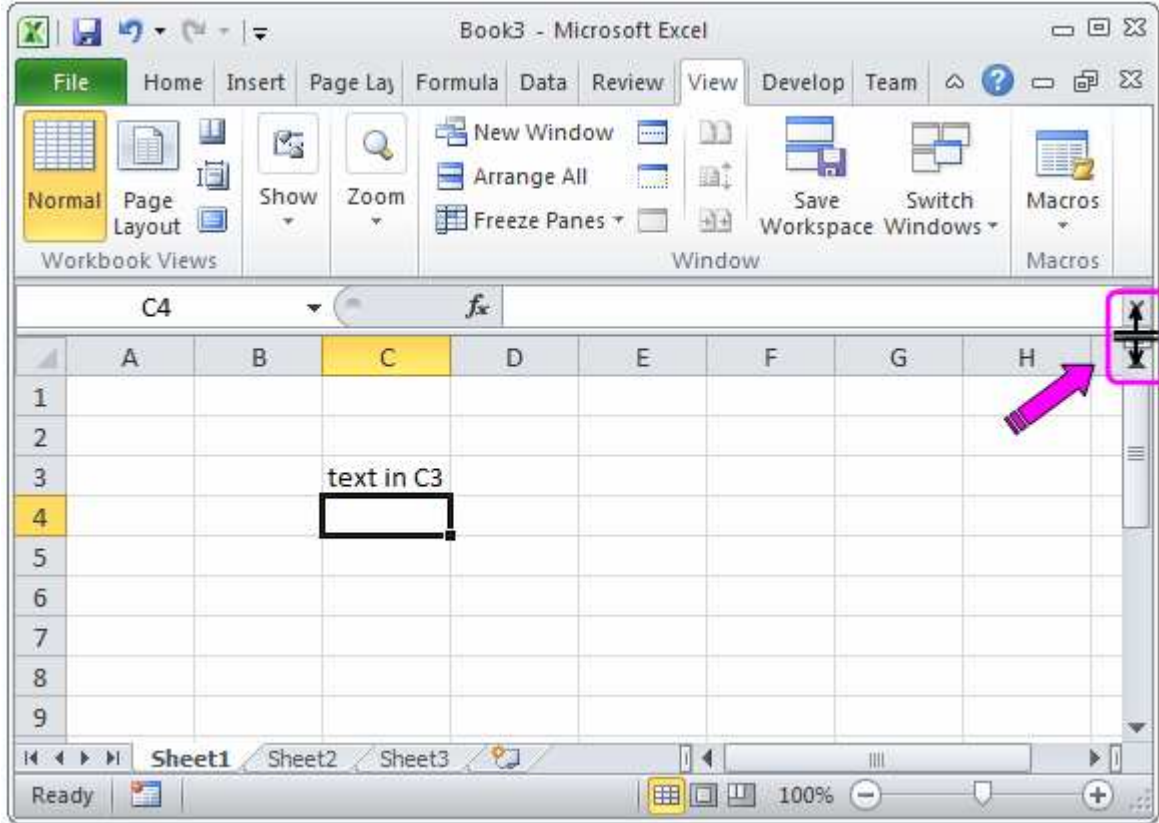 Book3 - Microsoft Excel
File Home Insert Page Lay Formula Data Review View Develop Team
New Window
Arrange All
Normal Page Layout Show Zoom Freeze Panes Save Workspace Switch Windows Macros
Workbook Views Window Macros
C4 fx
A B C D E F G H
1
2
3 text in C3
4
5
6
7
8
9
Sheet1 Sheet2 Sheet3
Ready 100%